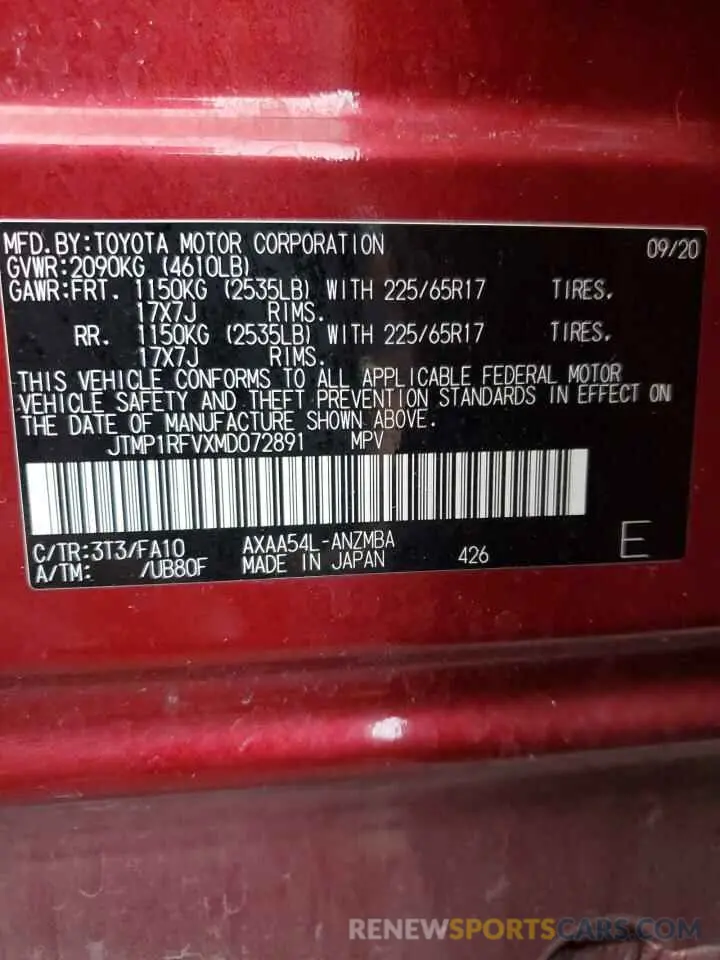 MFD.BY:TOYOTA MOTOR CORPORATION 09/20
GVWR:2090KG (4610LB)
GAWR:FRT. 1150KG (2535LB) WITH 225/65R17 TIRES.
17X7J RIMS.
RR. 1150KG (2535LB) WITH 225/65R17 TIRES.
17X7J RIMS.
THIS VEHICLE CONFORMS TO ALL APPLICABLE FEDERAL MOTOR
VEHICLE SAFETY AND THEFT PREVENTION STANDARDS IN EFFECT ON
THE DATE OF MANUFACTURE SHOWN ABOVE.
JTMP1RFVXMD072891 MPV
C/TR:3T3/FA10 AXAA54L-ANZMBA
A/TM: /UB80F MADE IN JAPAN 426 E
RENEWSPORTSCARS.COM